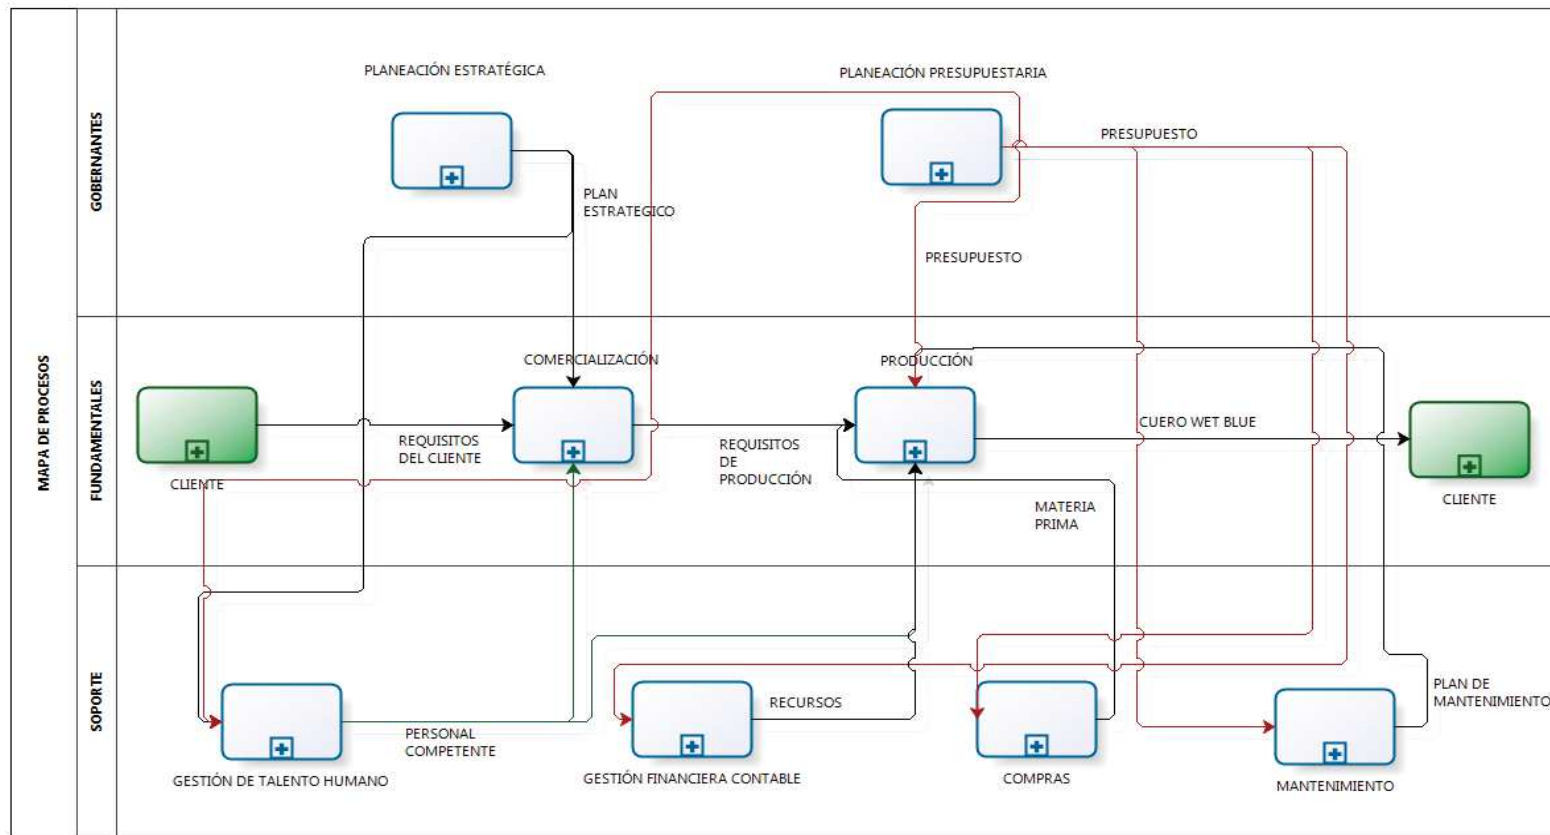 MAPA DE PROCESOS
GOBERNANTES
PLANEACIÓN ESTRATÉGICA
PLANEACIÓN PRESUPUESTARIA
PRESUPUESTO
PLAN
ESTRATEGICO
PRESUPUESTO
FUNDAMENTALES
COMERCIALIZACIÓN
PRODUCCIÓN
CUERO WET BLUE
REQUISITOS
DEL CLIENTE
REQUISITOS
DE
PRODUCCIÓN
CLIENTE
CLIENTE
MATERIA
PRIMA
SOPORTE
PLAN DE
MANTENIMIENTO
RECURSOS
PERSONAL
COMPETENTE
GESTIÓN DE TALENTO HUMANO
GESTIÓN FINANCIERA CONTABLE
COMPRAS
MANTENIMIENTO